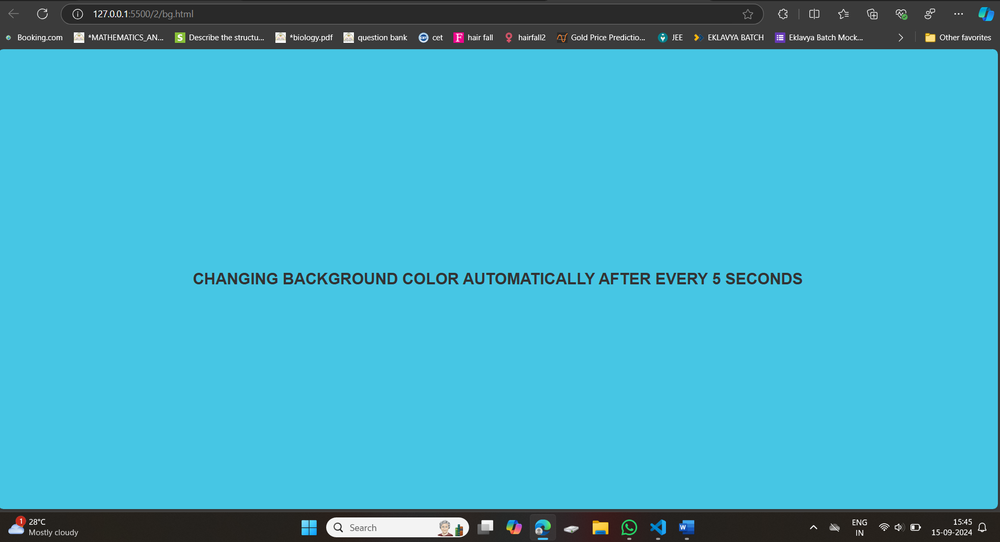 127.0.0.1:5500/2/bg.html
Booking.com *MATHEMATICS_AN... S Describe the structu... *biology.pdf question bank CBT cet F hair fall hairfall2 Gold Price Predictio... JEE EKLAVYA BATCH Eklavya Batch Mock... Other favorites
CHANGING BACKGROUND COLOR AUTOMATICALLY AFTER EVERY 5 SECONDS
1 28°C
Mostly cloudy
Search
W
ENG
IN
15:45
15-09-2024